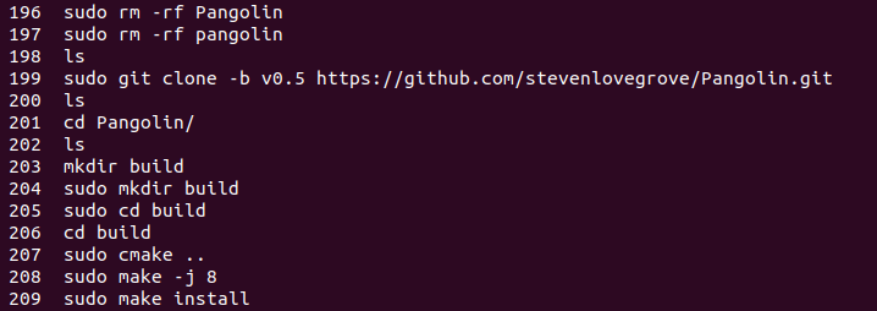 196 sudo rm -rf Pangolin
197 sudo rm -rf pangolin
198 ls
199 sudo git clone -b v0.5 https://github.com/stevenlovegrove/Pangolin.git
200 ls
201 cd Pangolin/
202 ls
203 mkdir build
204 sudo mkdir build
205 sudo cd build
206 cd build
207 sudo cmake ..
208 sudo make -j 8
209 sudo make install